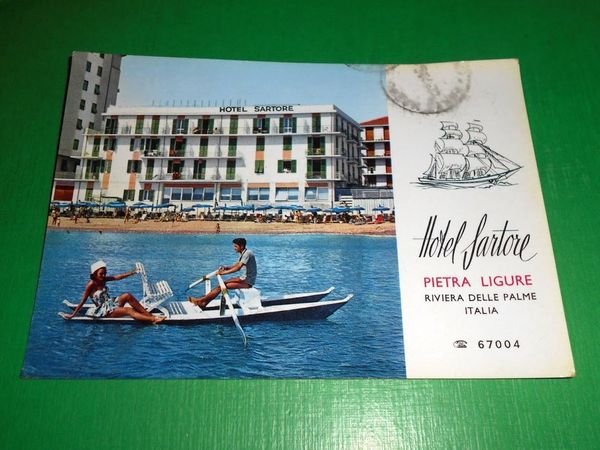 HOTEL SARTORE
Hotel Sartore
PIETRA LIGURE
RIVIERA DELLE PALME
ITALIA
☎ 67004